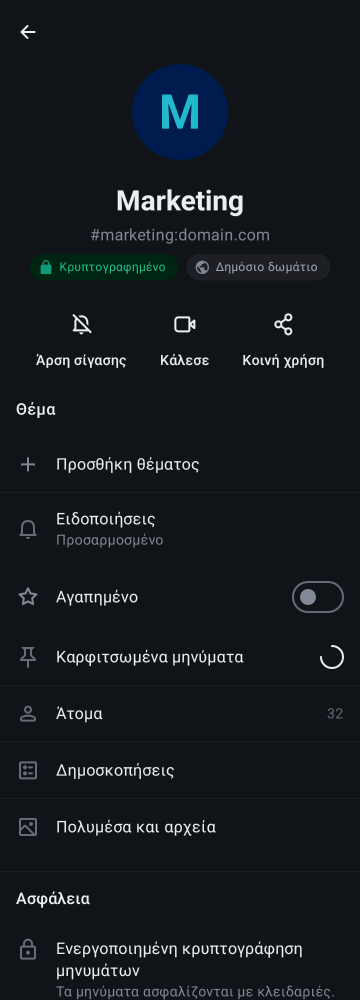 M
Marketing
#marketing:domain.com
Κρυπτογραφημένο
Δημόσιο δωμάτιο
Άρση σίγασης
Κάλεσε
Κοινή χρήση
Θέμα
Προσθήκη θέματος
Ειδοποιήσεις
Προσαρμοσμένο
Αγαπημένο
Καρφιτσωμένα μηνύματα
Άτομα
32
Δημοσκοπήσεις
Πολυμέσα και αρχεία
Ασφάλεια
Ενεργοποιημένη κρυπτογράφηση
μηνυμάτων
Τα μηνύματα ασφαλίζονται με κλειδαριές.